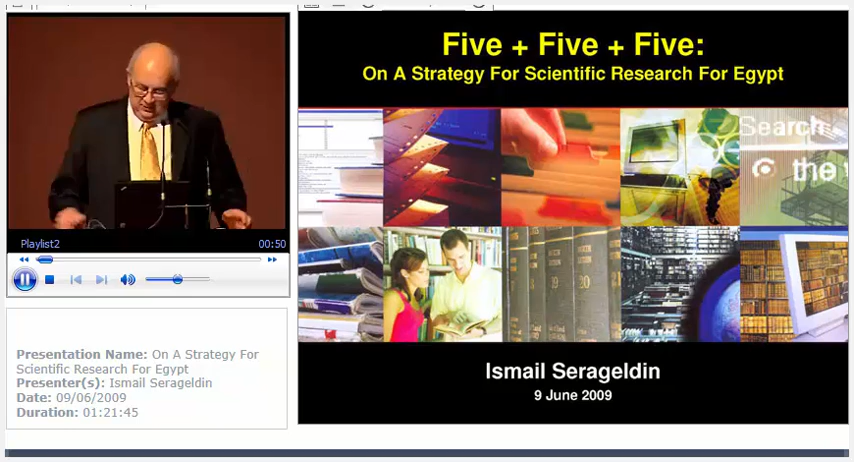 Five + Five + Five:
On A Strategy For Scientific Research For Egypt
Search
the
19
20
Ismail Serageldin
9 June 2009
Playlist2
00:50
Presentation Name: On A Strategy For
Scientific Research For Egypt
Presenter(s): Ismail Serageldin
Date: 09/06/2009
Duration: 01:21:45